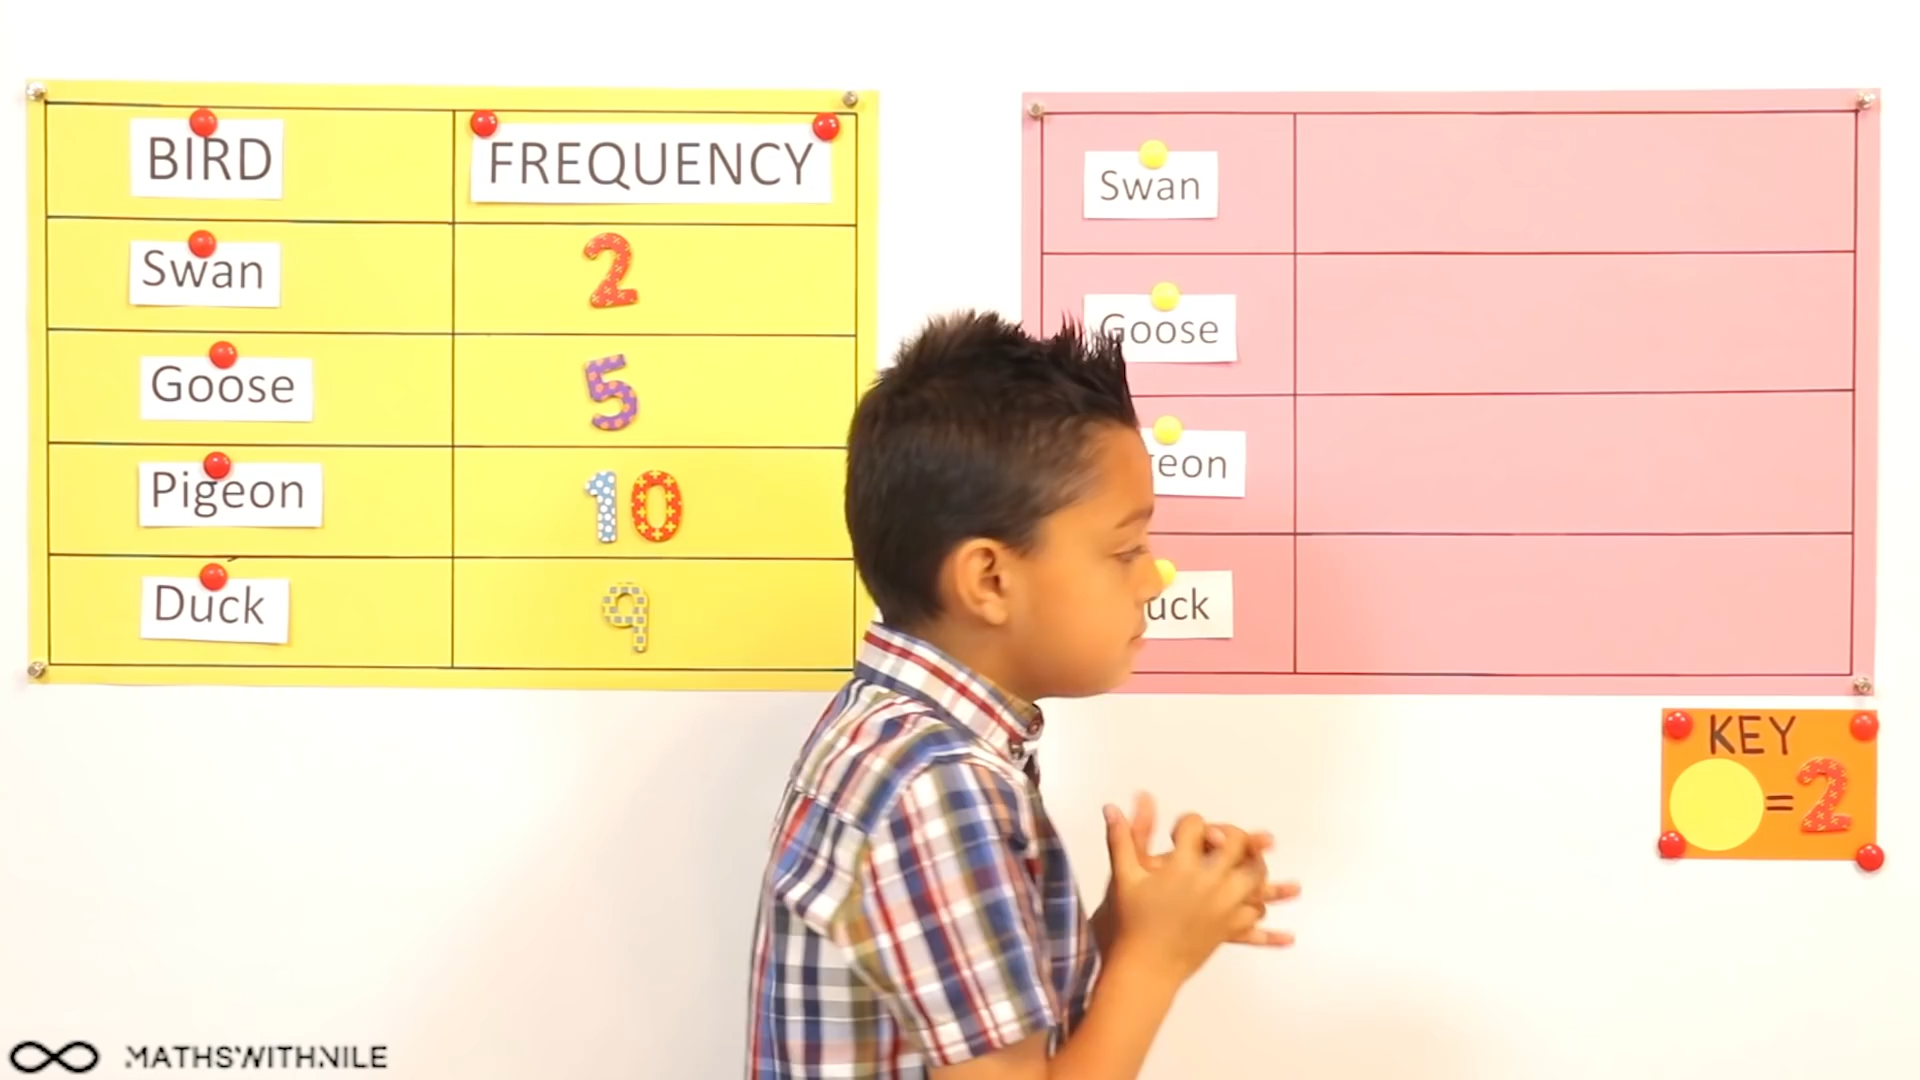 BIRD FREQUENCY
Swan 2
Goose 5
Pigeon 10
Duck 9
Swan
Goose
eon
uck
KEY
=2
MATHSWITHNILE